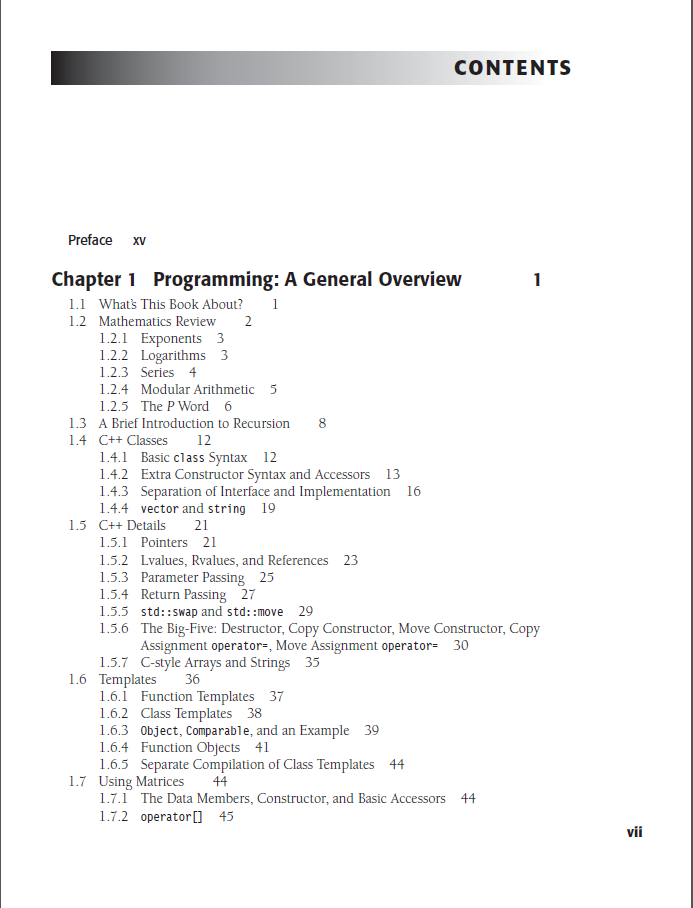 CONTENTS
Preface xv
Chapter 1 Programming: A General Overview 1
1.1 What's This Book About? 1
1.2 Mathematics Review 2
1.2.1 Exponents 3
1.2.2 Logarithms 3
1.2.3 Series 4
1.2.4 Modular Arithmetic 5
1.2.5 The P Word 6
1.3 A Brief Introduction to Recursion 8
1.4 C++ Classes 12
1.4.1 Basic class Syntax 12
1.4.2 Extra Constructor Syntax and Accessors 13
1.4.3 Separation of Interface and Implementation 16
1.4.4 vector and string 19
1.5 C++ Details 21
1.5.1 Pointers 21
1.5.2 Lvalues, Rvalues, and References 23
1.5.3 Parameter Passing 25
1.5.4 Return Passing 27
1.5.5 std::swap and std::move 29
1.5.6 The Big-Five: Destructor, Copy Constructor, Move Constructor, Copy
Assignment operator=, Move Assignment operator= 30
1.5.7 C-style Arrays and Strings 35
1.6 Templates 36
1.6.1 Function Templates 37
1.6.2 Class Templates 38
1.6.3 Object, Comparable, and an Example 39
1.6.4 Function Objects 41
1.6.5 Separate Compilation of Class Templates 44
1.7 Using Matrices 44
1.7.1 The Data Members, Constructor, and Basic Accessors 44
1.7.2 operator[] 45
vii